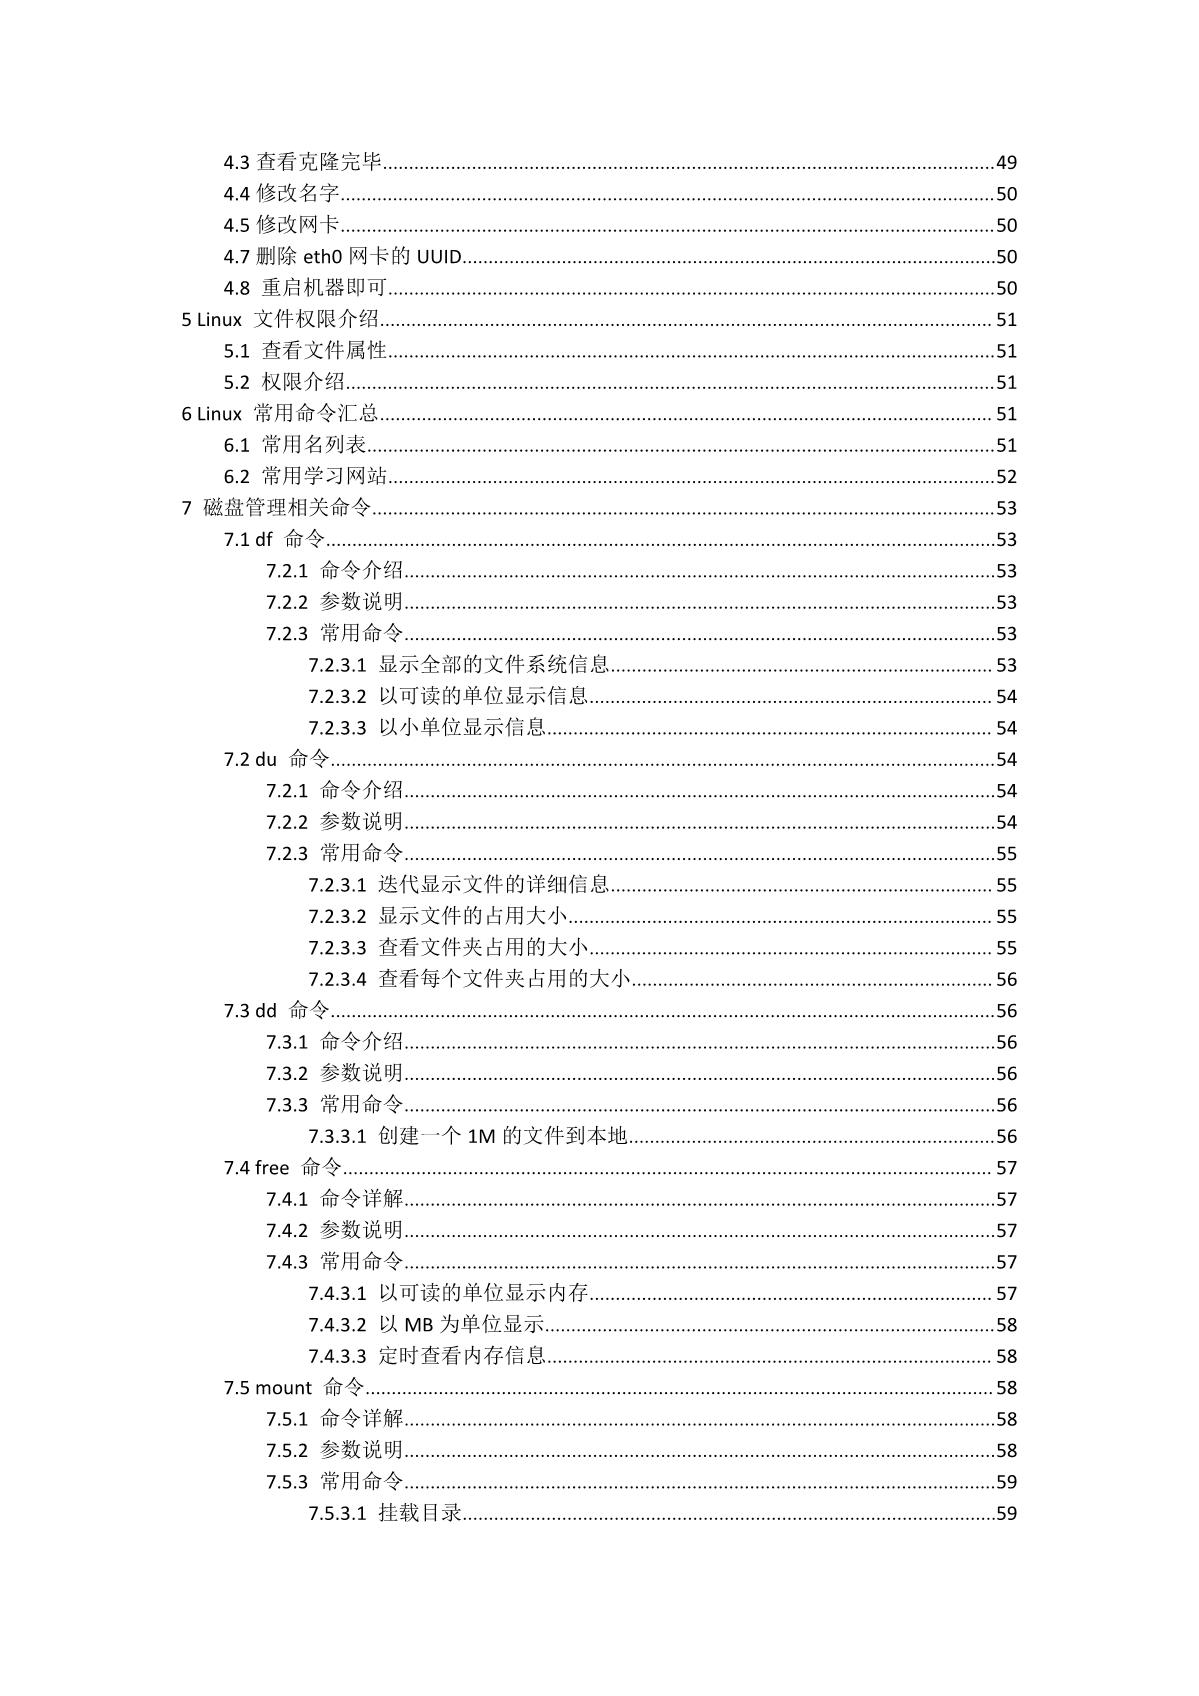 4.3 查看克隆完毕...49
4.4 修改名字...50
4.5 修改网卡...50
4.7 删除 eth0 网卡的 UUID...50
4.8 重启机器即可...50
5 Linux 文件权限介绍...51
5.1 查看文件属性...51
5.2 权限介绍...51
6 Linux 常用命令汇总...51
6.1 常用名列表...51
6.2 常用学习网站...52
7 磁盘管理相关命令...53
7.1 df 命令...53
7.2.1 命令介绍...53
7.2.2 参数说明...53
7.2.3 常用命令...53
7.2.3.1 显示全部的文件系统信息...53
7.2.3.2 以可读的单位显示信息...54
7.2.3.3 以小单位显示信息...54
7.2 du 命令...54
7.2.1 命令介绍...54
7.2.2 参数说明...54
7.2.3 常用命令...55
7.2.3.1 迭代显示文件的详细信息...55
7.2.3.2 显示文件的占用大小...55
7.2.3.3 查看文件夹占用的大小...55
7.2.3.4 查看每个文件夹占用的大小...56
7.3 dd 命令...56
7.3.1 命令介绍...56
7.3.2 参数说明...56
7.3.3 常用命令...56
7.3.3.1 创建一个 1M 的文件到本地...56
7.4 free 命令...57
7.4.1 命令详解...57
7.4.2 参数说明...57
7.4.3 常用命令...57
7.4.3.1 以可读的单位显示内存...57
7.4.3.2 以 MB 为单位显示...58
7.4.3.3 定时查看内存信息...58
7.5 mount 命令...58
7.5.1 命令详解...58
7.5.2 参数说明...58
7.5.3 常用命令...59
7.5.3.1 挂载目录...59